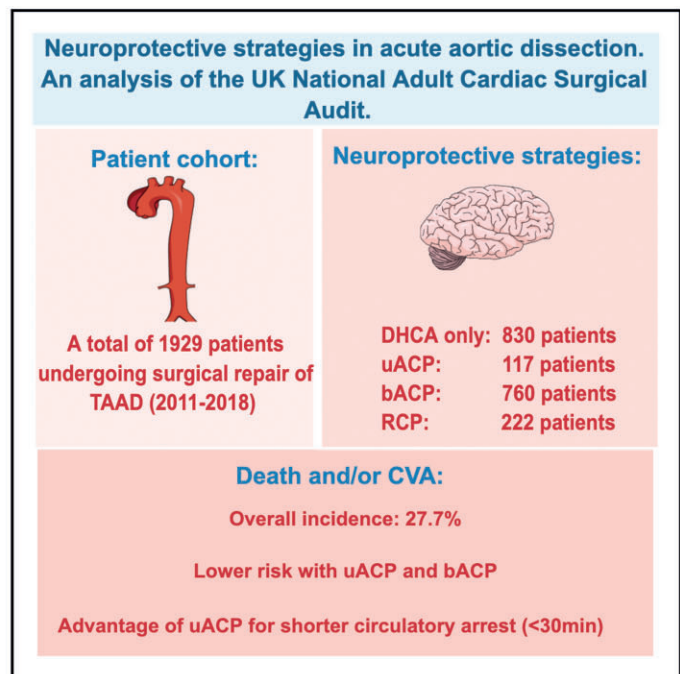 Neuroprotective strategies in acute aortic dissection.
An analysis of the UK National Adult Cardiac Surgical
Audit.
Patient cohort:
A total of 1929 patients
undergoing surgical repair of
TAAD (2011-2018)
Neuroprotective strategies:
DHCA only: 830 patients
uACP: 117 patients
bACP: 760 patients
RCP: 222 patients
Death and/or CVA:
Overall incidence: 27.7%
Lower risk with uACP and bACP
Advantage of uACP for shorter circulatory arrest (<30min)